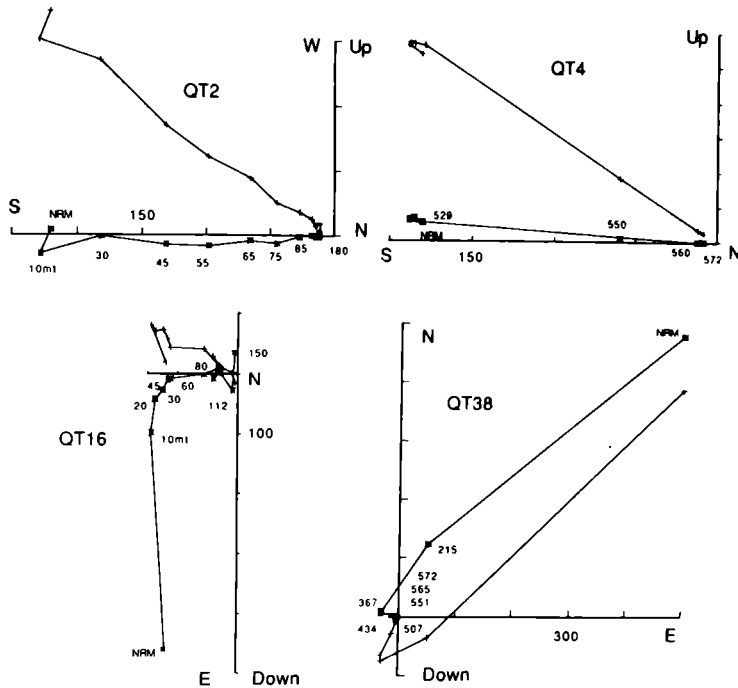 W Up
QT2
S
NRM
150
N
10mt
30
45
55
65
75
85
180
Up
QT4
529
NRM
550
S
150
560
572
N
150
80
N
45
60
30
20
112
QT16
10mt
100
NRM
E Down
N
NRM
QT38
215
572
565
551
367
434
507
300
E
Down